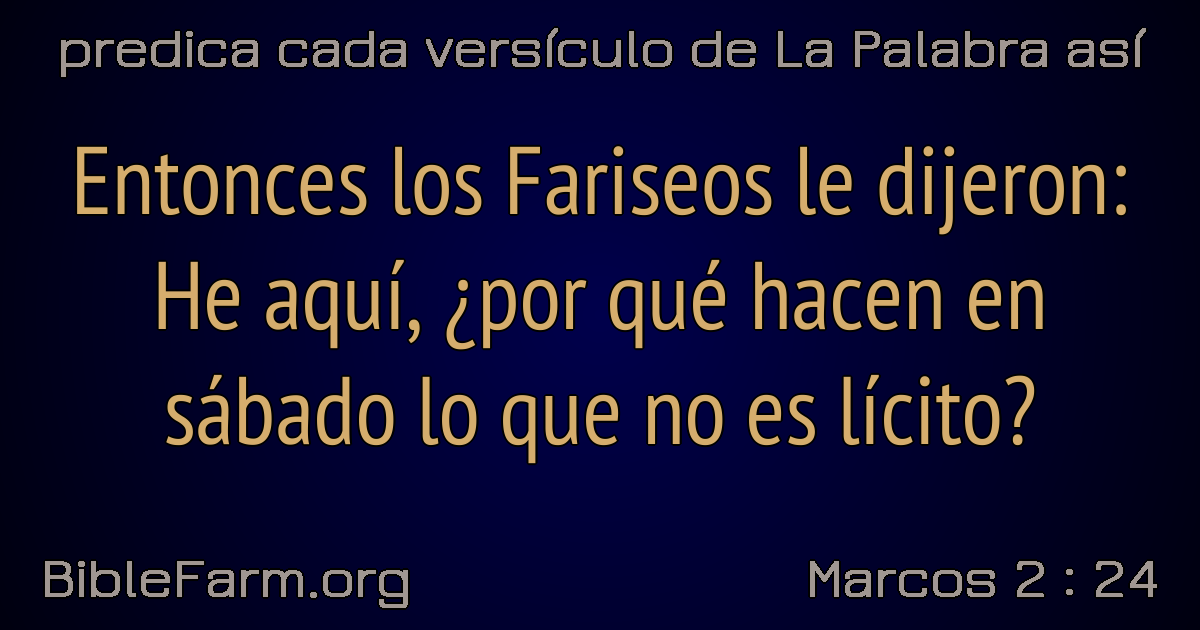 predica cada versículo de La Palabra así
Entonces los Fariseos le dijeron:
He aquí, ¿por qué hacen en
sábado lo que no es lícito?
BibleFarm.org
Marcos 2 : 24